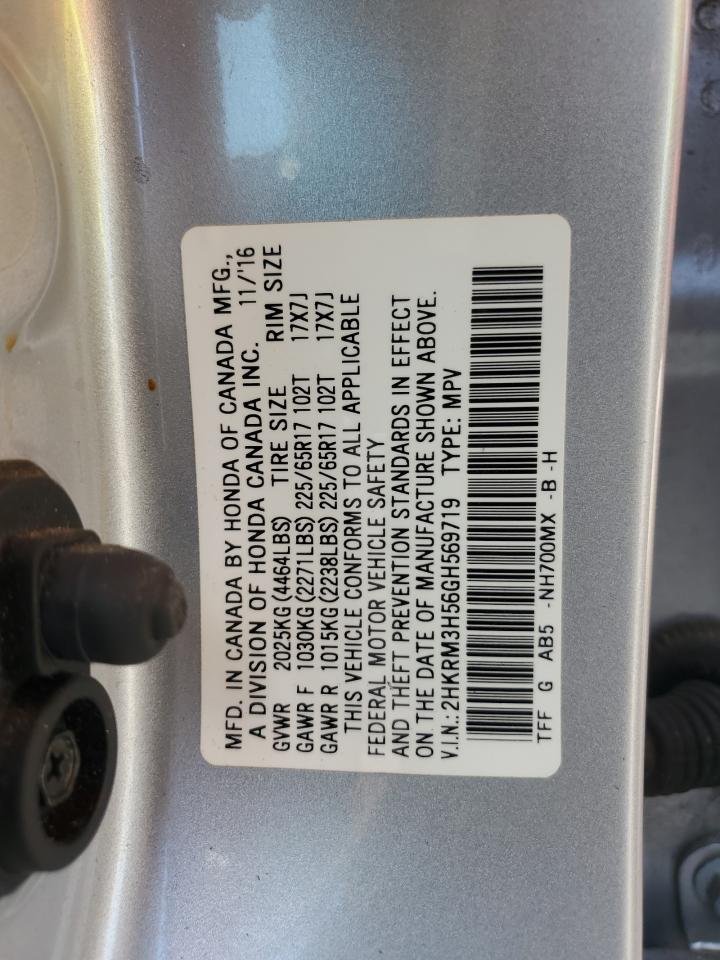 MFD. IN CANADA BY HONDA OF CANADA MFG.,
A DIVISION OF HONDA CANADA INC. 11/'16
GVWR 2025KG (4464LBS) TIRE SIZE RIM SIZE
GAWR F 1030KG (2271LBS) 225/65R17 102T 17X7J
GAWR R 1015KG (2238LBS) 225/65R17 102T 17X7J
THIS VEHICLE CONFORMS TO ALL APPLICABLE
FEDERAL MOTOR VEHICLE SAFETY
AND THEFT PREVENTION STANDARDS IN EFFECT
ON THE DATE OF MANUFACTURE SHOWN ABOVE.
V.I.N.: 2HKRM3H56GH569719 TYPE: MPV
TFF G AB5 -NH700MX -B -H